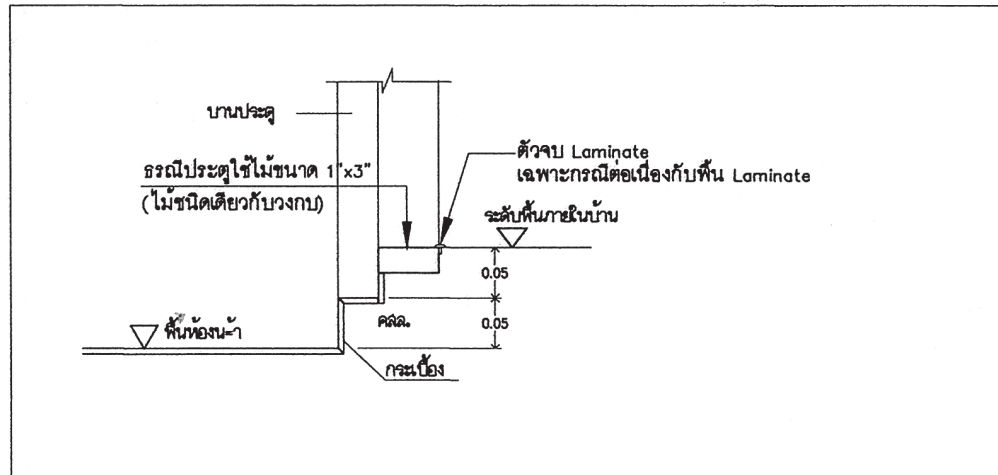 บานประตู
ธรณีประตูใช้ไม้ขนาด 1"x3"
(ไม้ชนิดเดียวกับวงกบ)
ตัวจบ Laminate
เฉพาะกรณีต่อเนื่องกับพื้น Laminate
ระดับพื้นภายในบ้าน
0.05
คสล.
0.05
พื้นห้องน้ำ
กระเบื้อง